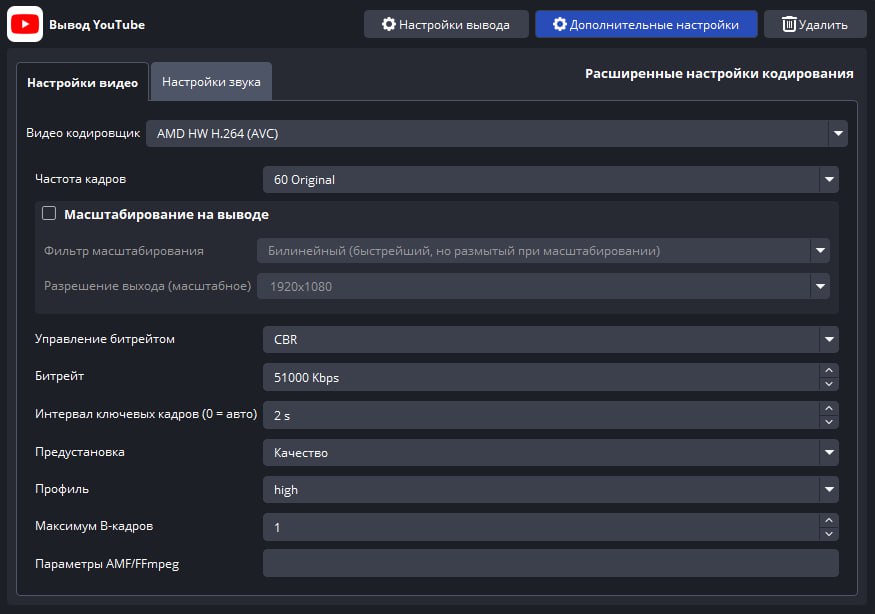 Вывод YouTube
Настройки вывода
Дополнительные настройки
Удалить
Настройки видео
Настройки звука
Расширенные настройки кодирования
Видео кодировщик AMD HW H.264 (AVC)
Частота кадров 60 Original
Масштабирование на выводе
Фильтр масштабирования Билинейный (быстрейший, но размытый при масштабировании)
Разрешение выхода (масштабное) 1920x1080
Управление битрейтом CBR
Битрейт 51000 Kbps
Интервал ключевых кадров (0 = авто) 2 s
Предустановка Качество
Профиль high
Максимум B-кадров 1
Параметры AMF/FFmpeg